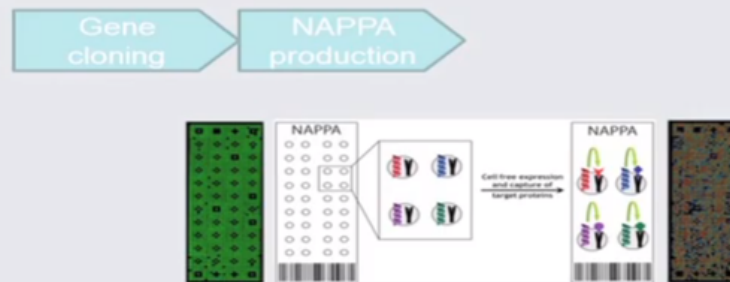 Gene
cloning
NAPPA
production
NAPPA
Cell free expression
and capture of
target proteins
NAPPA